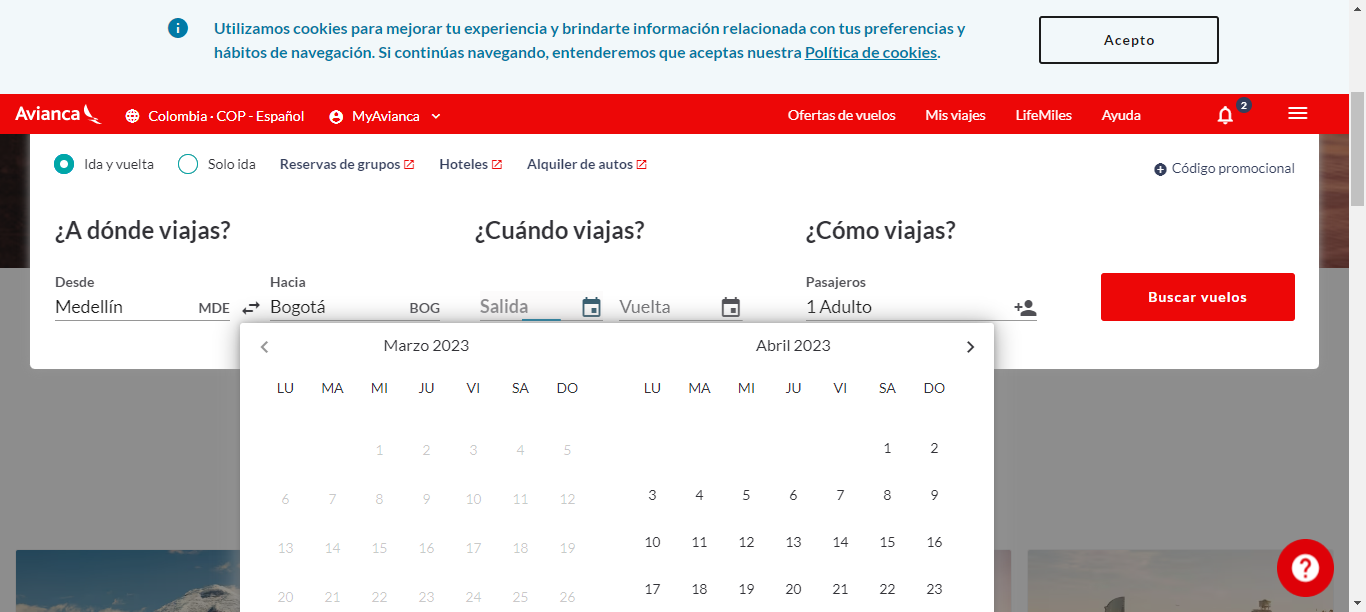 Utilizamos cookies para mejorar tu experiencia y brindarte información relacionada con tus preferencias y
hábitos de navegación. Si continúas navegando, entenderemos que aceptas nuestra Política de cookies.
Acepto
Avianca
Colombia · COP - Español
MyAvianca
Ofertas de vuelos
Mis viajes
LifeMiles
Ayuda
2
Ida y vuelta
Solo ida
Reservas de grupos
Hoteles
Alquiler de autos
Código promocional
¿A dónde viajas?
¿Cuándo viajas?
¿Cómo viajas?
Desde
Hacia
Pasajeros
Medellín MDE
Bogotá BOG
Salida
Vuelta
1 Adulto
Buscar vuelos
Marzo 2023
LU MA MI JU VI SA DO
1 2 3 4 5
6 7 8 9 10 11 12
13 14 15 16 17 18 19
20 21 22 23 24 25 26
Abril 2023
LU MA MI JU VI SA DO
1 2
3 4 5 6 7 8 9
10 11 12 13 14 15 16
17 18 19 20 21 22 23